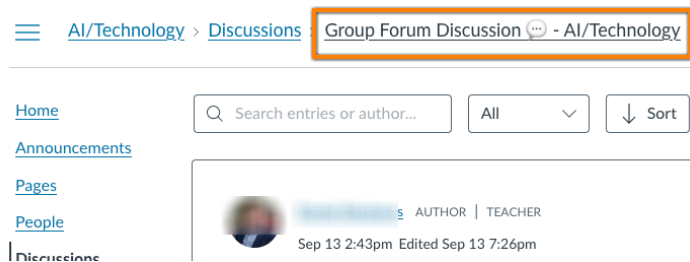 AI/Technology > Discussions > Group Forum Discussion 💬 - AI/Technology
Home
Search entries or author...
All
Sort
Announcements
Pages
People
AUTHOR | TEACHER
Sep 13 2:43pm Edited Sep 13 7:26pm
Discussions